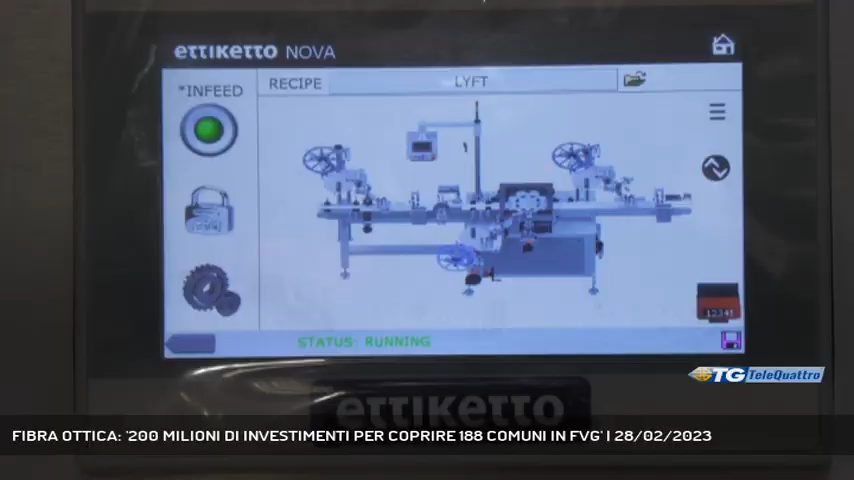 ettiketto NOVA
*INFEED
RECIPE
LYFT
STATUS: RUNNING
TG TeleQuattro
ettiketto
FIBRA OTTICA: '200 MILIONI DI INVESTIMENTI PER COPRIRE 188 COMUNI IN FVG' | 28/02/2023